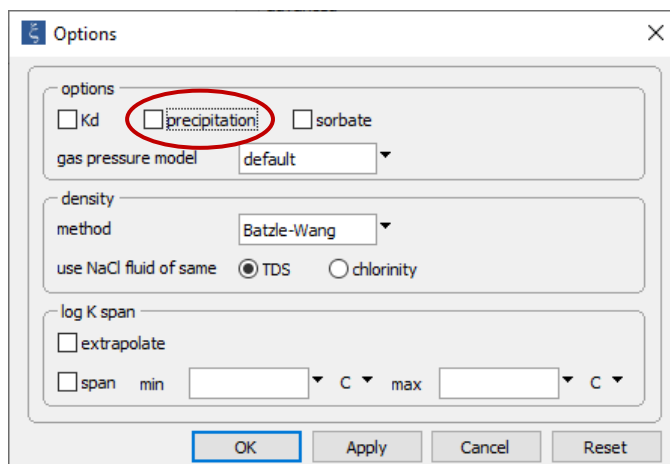 ξ Options
options
Kd precipitation sorbate
gas pressure model default
density
method Batzle-Wang
use NaCl fluid of same TDS chlorinity
log K span
extrapolate
span min C max C
OK Apply Cancel Reset